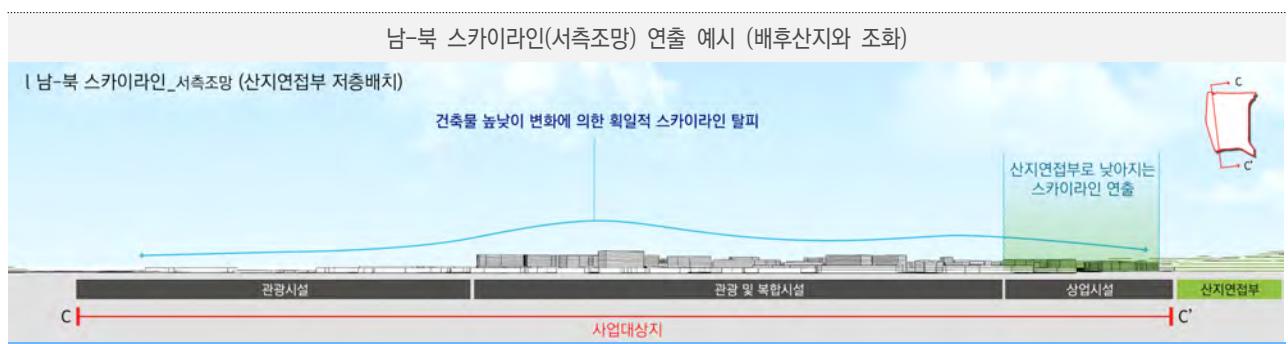 남-북 스카이라인(서측조망) 연출 예시 (배후산지와 조화)
l 남-북 스카이라인_서측조망 (산지연접부 저층배치)
C
건축물 높낮이 변화에 의한 획일적 스카이라인 탈피
산지연접부로 낮아지는
스카이라인 연출
C'
관광시설
관광 및 복합시설
상업시설
산지연접부
C
사업대상지
C'